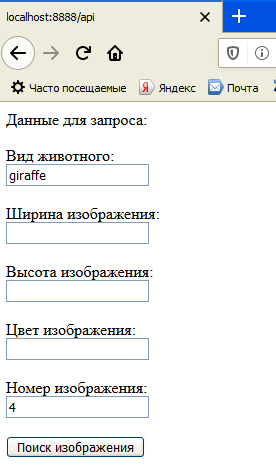 localhost:8888/api
Часто посещаемые Яндекс Почта
Данные для запроса:
Вид животного:
giraffe
Ширина изображения:
Высота изображения:
Цвет изображения:
Номер изображения:
4
Поиск изображения